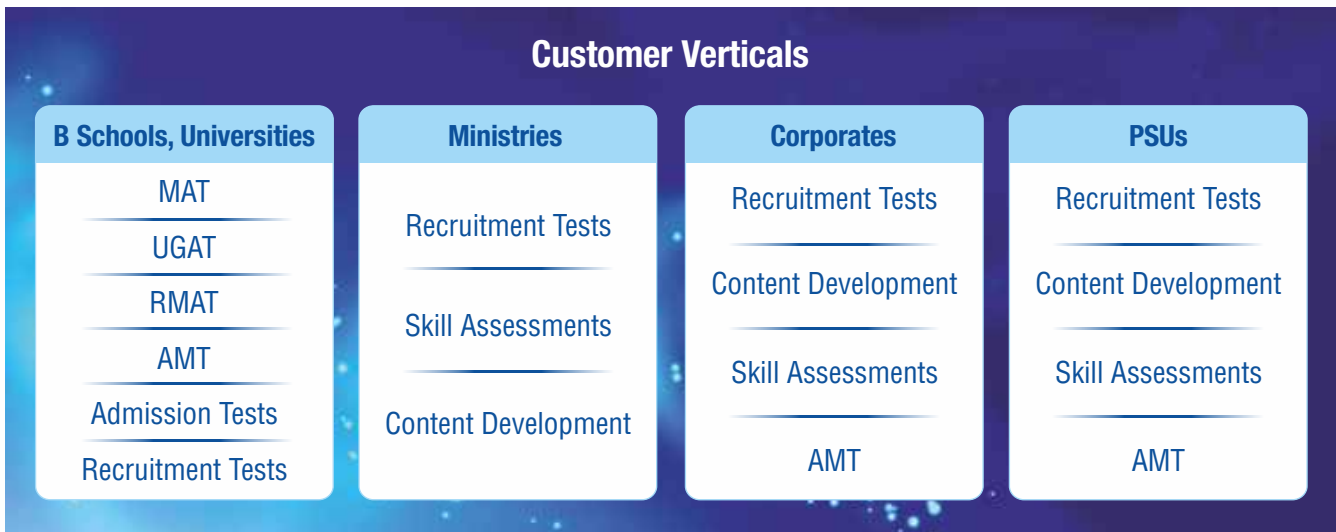 Customer Verticals
B Schools, Universities
MAT
UGAT
RMAT
AMT
Admission Tests
Recruitment Tests
Ministries
Recruitment Tests
Skill Assessments
Content Development
Corporates
Recruitment Tests
Content Development
Skill Assessments
AMT
PSUs
Recruitment Tests
Content Development
Skill Assessments
AMT